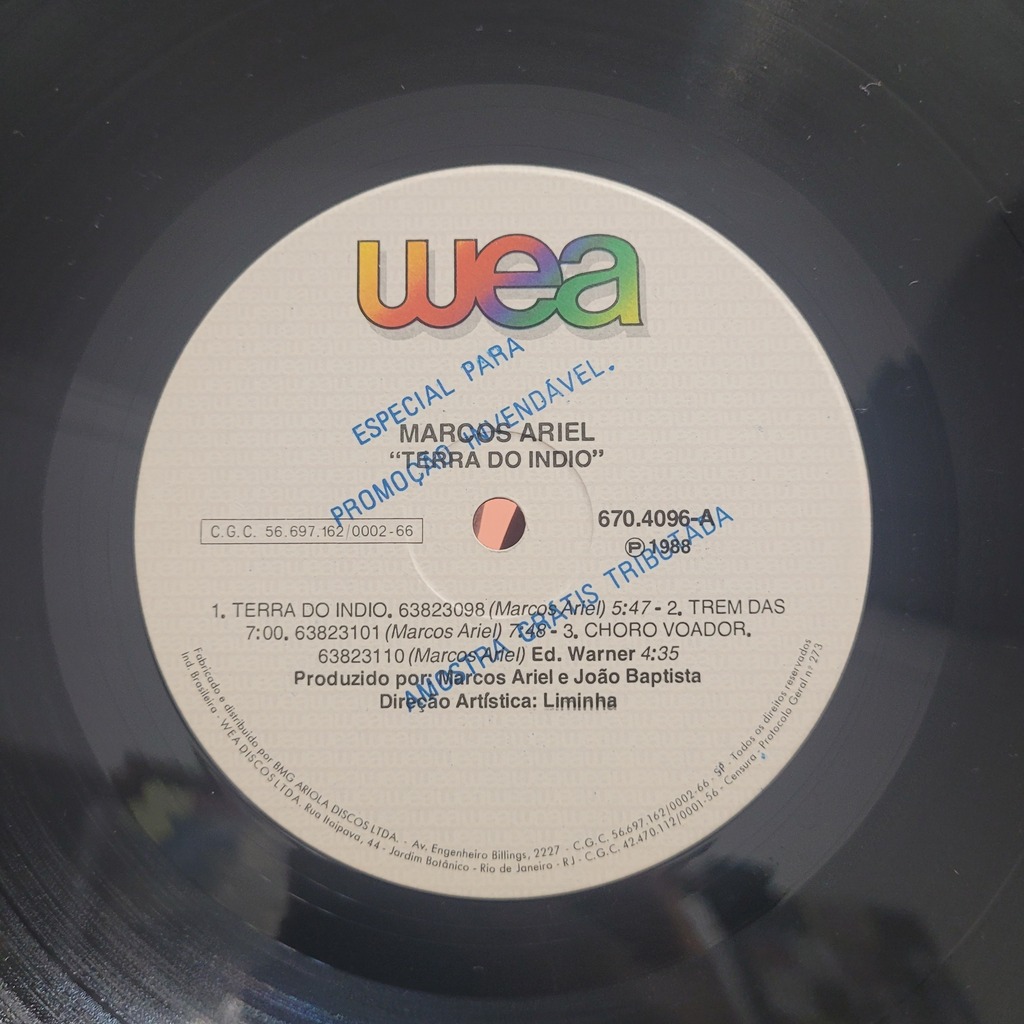 wea
ESPECIAL PARA
PROMOÇÃO INVENDÁVEL.
MARCOS ARIEL
“TERRA DO INDIO”
C.G.C. 56.697.162/0002-66
670.4096-A
Ⓟ 1988
AMOSTRA GRÁTIS TRIBUTADA
1. TERRA DO INDIO. 63823098 (Marcos Ariel) 5:47 - 2. TREM DAS
7:00. 63823101 (Marcos Ariel) 7:48 - 3. CHORO VOADOR.
63823110 (Marcos Ariel) Ed. Warner 4:35
Produzido por: Marcos Ariel e João Baptista
Direção Artística: Liminha
Fabricado e distribuido por BMG ARIOLA DISCOS LTDA. - Av. Engenheiro Billings, 2227 - C.G.C. 56.697.162/0002-66 - SP - Todos os direitos reservados
Ind. Brasileira - WEA DISCOS LTDA. Rua Itaipava, 44 - Jardim Botânico - Rio de Janeiro - RJ - C.G.C. 42.470.112/0001-56 - Censura - Protocolo Geral nº 273